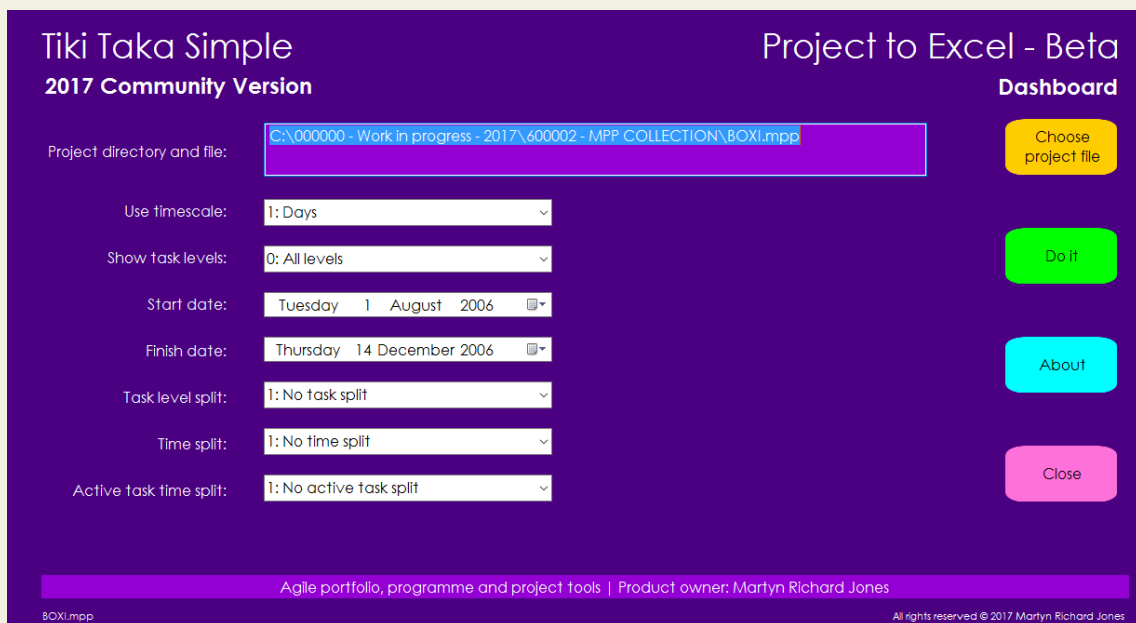 Tiki Taka Simple
Project to Excel - Beta
2017 Community Version
Dashboard
Project directory and file:
C:\000000 - Work in progress - 2017\600002 - MPP COLLECTION\BOXI.mpp
Choose
project file
Use timescale:
1: Days
Show task levels:
0: All levels
Do it
Start date:
Tuesday 1 August 2006
Finish date:
Thursday 14 December 2006
About
Task level split:
1: No task split
Time split:
1: No time split
Active task time split:
1: No active task split
Close
Agile portfolio, programme and project tools | Product owner: Martyn Richard Jones
BOXI.mpp
All rights reserved © 2017 Martyn Richard Jones